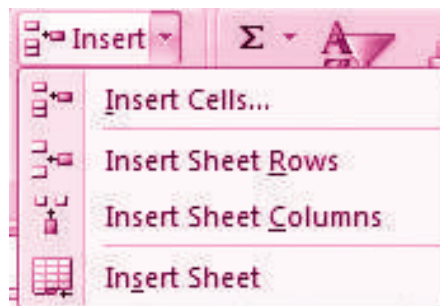 Insert Σ A
Insert Cells...
Insert Sheet Rows
Insert Sheet Columns
Insert Sheet